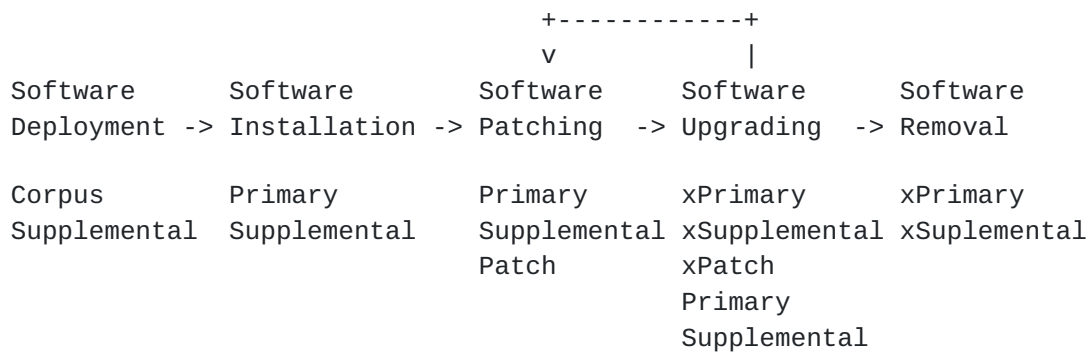 +------------+
v            |
Software      Software        Software     Software      Software
Deployment -> Installation -> Patching  -> Upgrading  -> Removal
Corpus        Primary         Primary      xPrimary      xPrimary
Supplemental  Supplemental    Supplemental xSupplemental xSuplemental
Patch        xPatch
Primary
Supplemental